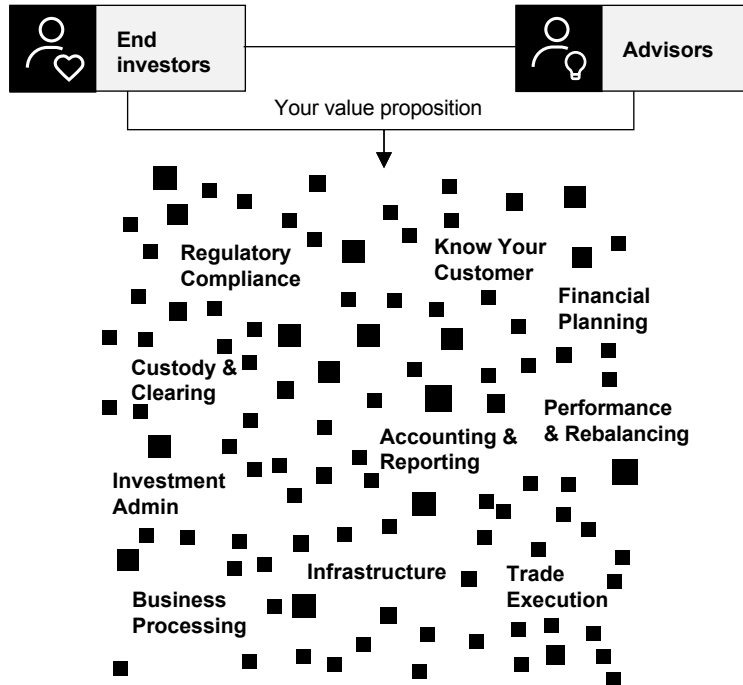 End
investors
Advisors
Your value proposition
Regulatory
Compliance
Know Your
Customer
Financial
Planning
Custody &
Clearing
Performance
& Rebalancing
Accounting &
Reporting
Investment
Admin
Infrastructure
Trade
Execution
Business
Processing